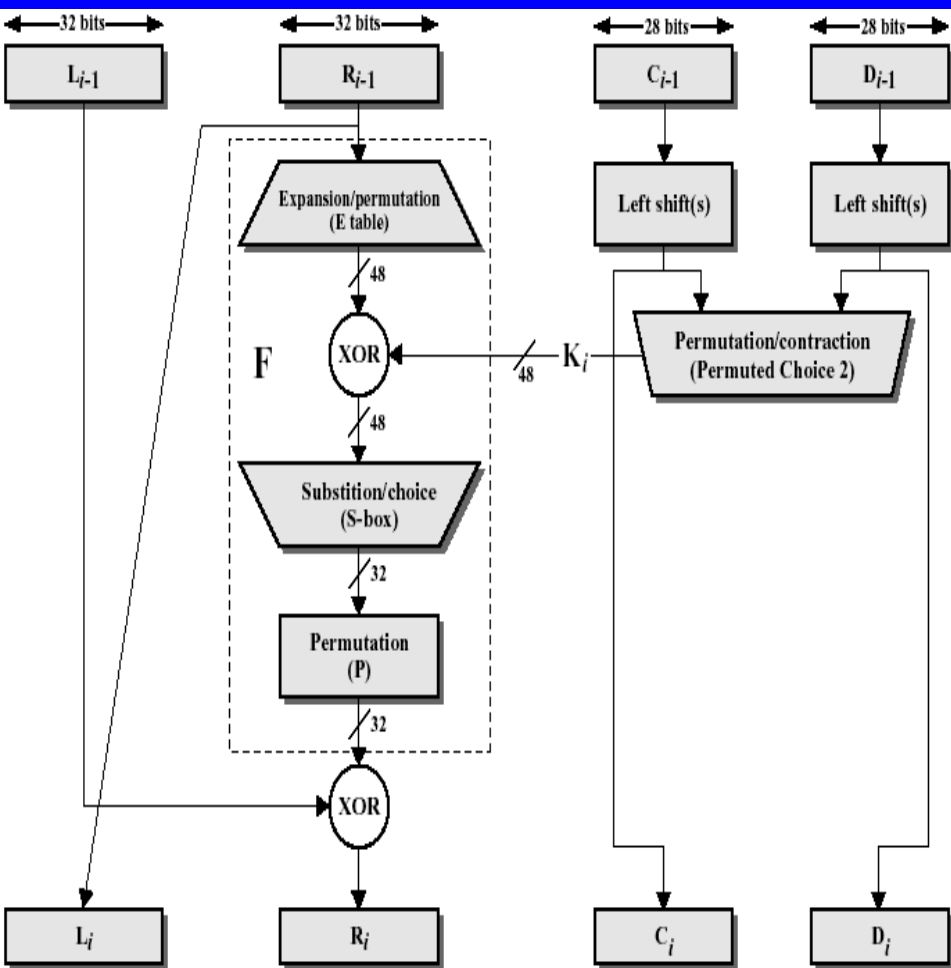 32 bits
32 bits
28 bits
28 bits
Li-1
Ri-1
Ci-1
Di-1
Expansion/permutation
(E table)
Left shift(s)
Left shift(s)
48
F
XOR
48
Ki
Permutation/contraction
(Permuted Choice 2)
48
Substition/choice
(S-box)
32
Permutation
(P)
32
XOR
Li
Ri
Ci
Di